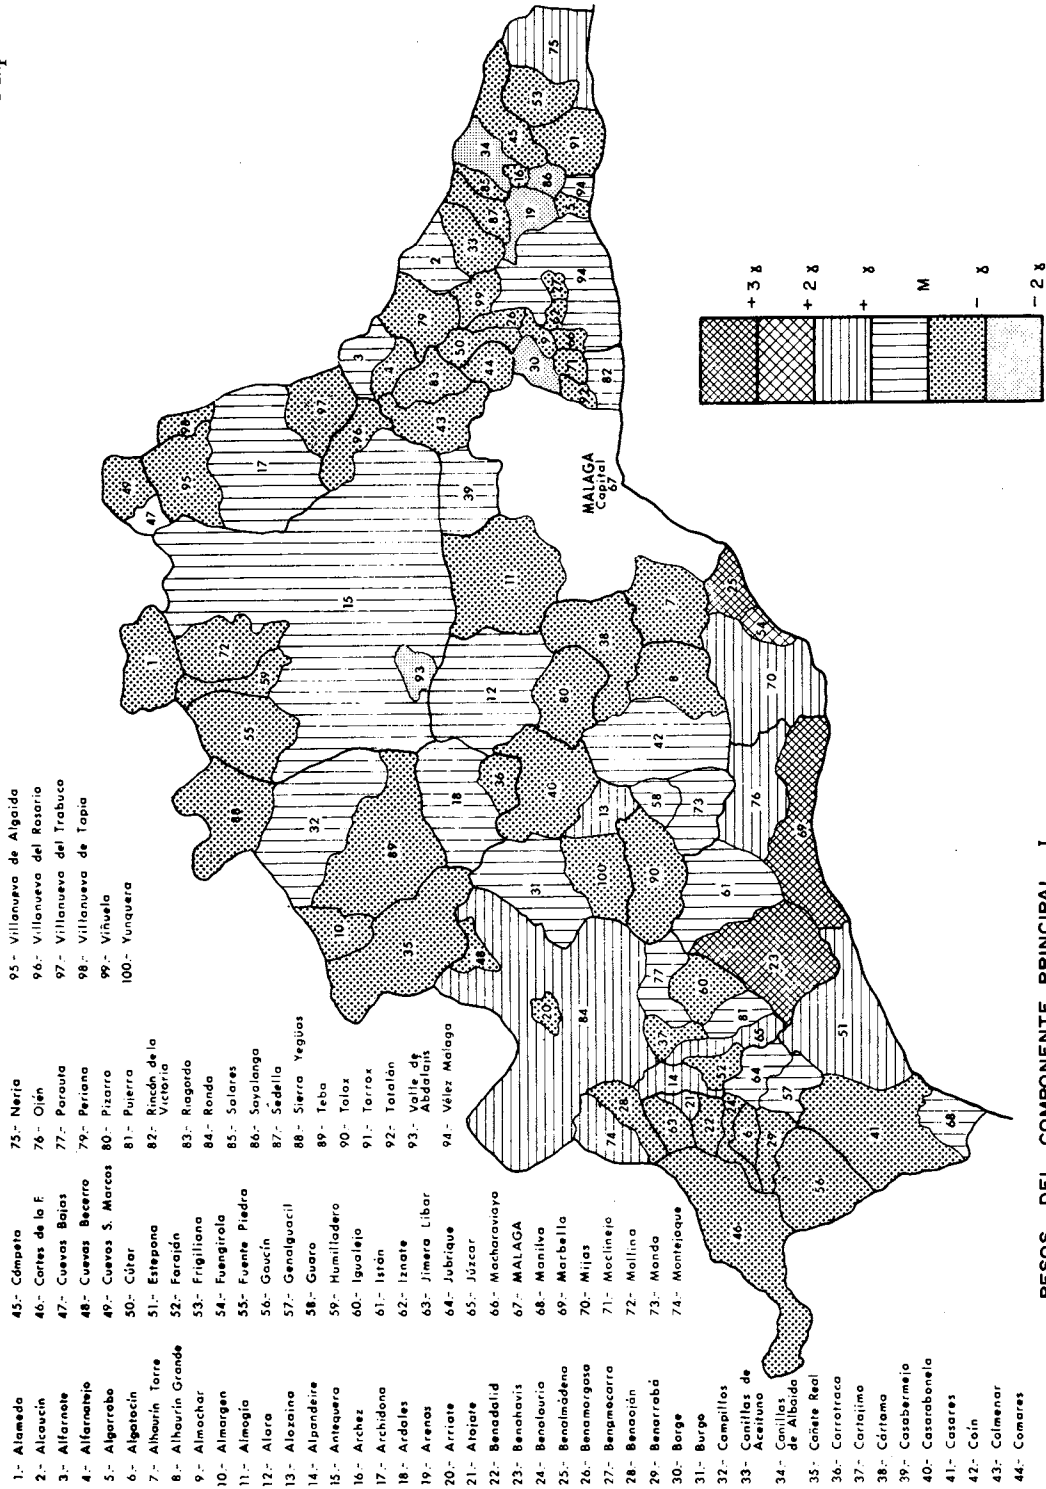 1.- Alameda
2.- Alcaucín
3.- Alfarnate
4.- Alfarnatejo
5.- Algarrobo
6.- Algatocín
7.- Alhaurín Torre
8.- Alhaurín Grande
9.- Almachar
10.- Almargen
11.- Almogía
12.- Alora
13.- Alozaina
14.- Alpandeire
15.- Antequera
16.- Archez
17.- Archidona
18.- Ardales
19.- Arenas
20.- Arriate
21.- Atajate
22.- Benadalid
23.- Benahavis
24.- Benalauria
25.- Benalmádena
26.- Benamargosa
27.- Benamocarra
28.- Benaoján
29.- Benarrabá
30.- Borge
31.- Burgo
32.- Campillos
33.- Canillas de
Aceituno
34.- Canillas
de Albaida
35.- Cañete Real
36.- Carratraca
37.- Cartajima
38.- Cártama
39.- Casabermeja
40.- Casarabonela
41.- Casares
42.- Coín
43.- Colmenar
44.- Comares
45.- Cómpeta
46.- Cortes de la F.
47.- Cuevas Bajas
48.- Cuevas Becerro
49.- Cuevas S. Marcos
50.- Cútar
51.- Estepona
52.- Faraján
53.- Frigiliana
54.- Fuengirola
55.- Fuente Piedra
56.- Gaucín
57.- Genalguacil
58.- Guaro
59.- Humilladero
60.- Igualeja
61.- Istán
62.- Iznate
63.- Jimera Libar
64.- Jubrique
65.- Júzcar
66.- Macharaviaya
67.- MALAGA
68.- Manilva
69.- Marbella
70.- Mijas
71.- Moclinejo
72.- Mollina
73.- Monda
74.- Montejaque
75.- Nerja
76.- Ojén
77.- Parauta
79.- Periana
80.- Pizarra
81.- Pujerra
82.- Rincón de la
Victoria
83.- Riogordo
84.- Ronda
85.- Salares
86.- Sayalonga
87.- Sedella
88.- Sierra Yegüas
89.- Teba
90.- Tolox
91.- Torrox
92.- Totalán
93.- Valle de
Abdalajís
94.- Vélez Málaga
95.- Villanueva de Algaida
96.- Villanueva del Rosario
97.- Villanueva del Trabuco
98.- Villanueva de Tapia
99.- Viñuela
100.- Yunquera
MALAGA
Capital
67
+3 ɣ
+2 ɣ
+ ɣ
M
- ɣ
-2 ɣ
PESOS DEL COMPONENTE PRINCIPAL I